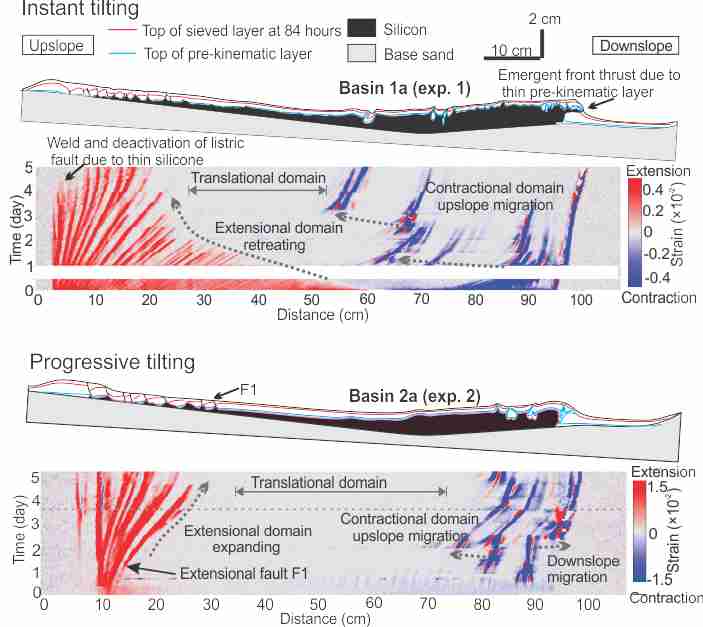 Instant tilting
Upslope
Top of sieved layer at 84 hours
Top of pre-kinematic layer
Silicon
Base sand
2 cm
10 cm
Downslope
Basin 1a (exp. 1)
Emergent front thrust due to
thin pre-kinematic layer
Weld and deactivation of listric
fault due to thin silicone
Time (day)
5
4
3
2
1
0
Translational domain
Extensional domain
retreating
Contractional domain
upslope migration
0 10 20 30 40 50 60 70 80 90 100
Distance (cm)
Extension
0.4
0.2
0
-0.2
-0.4
Strain (×10⁻²)
Contraction
Progressive tilting
F1
Basin 2a (exp. 2)
Time (day)
5
4
3
2
1
0
Translational domain
Extensional domain
expanding
Extensional fault F1
Contractional domain
upslope migration
Downslope
migration
0 10 20 30 40 50 60 70 80 90 100
Distance (cm)
Extension
1.5
0
-1.5
Strain (×10⁻²)
Contraction